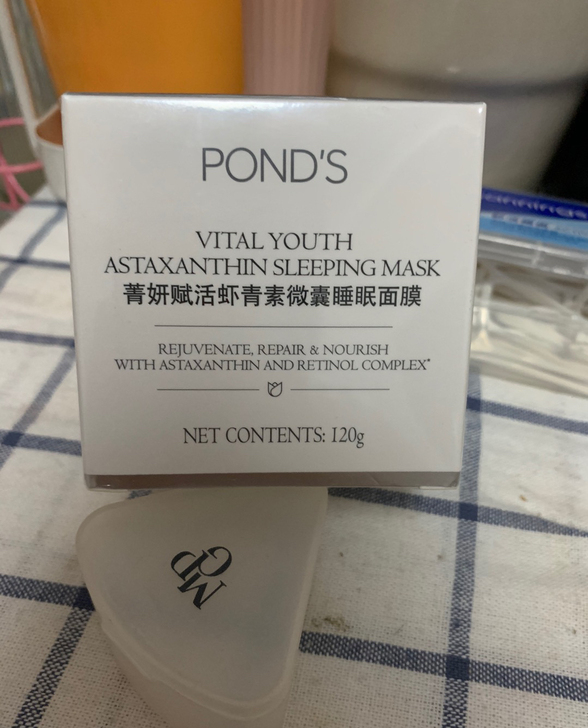 POND'S
VITAL YOUTH
ASTAXANTHIN SLEEPING MASK
菁妍赋活虾青素微囊睡眠面膜
REJUVENATE, REPAIR & NOURISH
WITH ASTAXANTHIN AND RETINOL COMPLEX*
NET CONTENTS: 120g